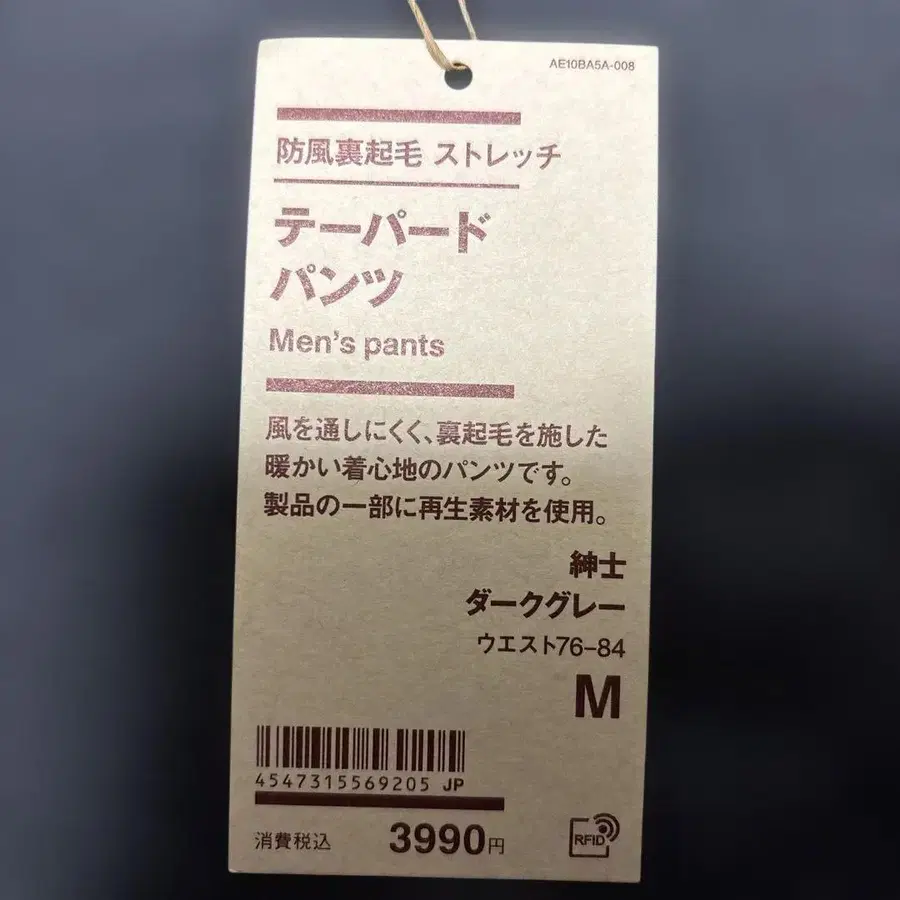 AE10BA5A-008
防風裏起毛 ストレッチ
テーパード
パンツ
Men's pants
風を通しにくく、裏起毛を施した
暖かい着心地のパンツです。
製品の一部に再生素材を使用。
紳士
ダークグレー
ウエスト76-84
M
4547315569205 JP
消費税込 3990円
RFID